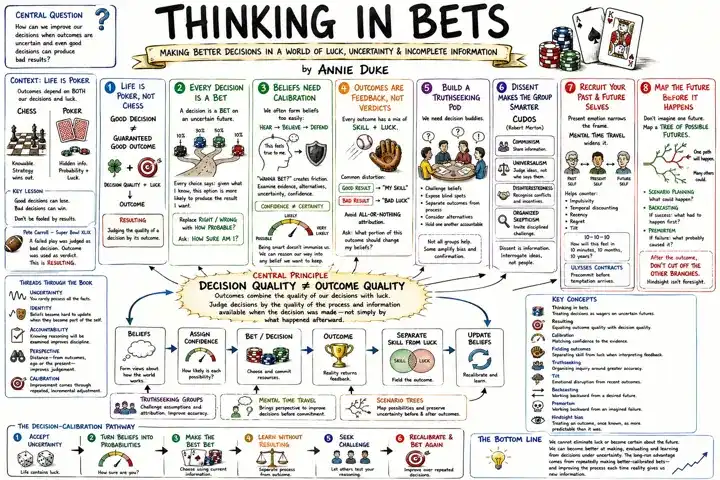 THINKING IN BETS
MAKING BETTER DECISIONS IN A WORLD OF LUCK, UNCERTAINTY & INCOMPLETE INFORMATION
by ANNIE DUKE
CENTRAL QUESTION
How can we improve our
decisions when outcomes are
uncertain and even good
decisions can produce
bad results?
?
CONTEXT: LIFE IS POKER
Outcomes depend on BOTH
our decisions and luck.
CHESS
Knowable
Strategy
wins out.
POKER
Hidden info.
Probability +
Luck.
KEY LESSON
Good decisions can lose.
Bad decisions can win.
Don't be fooled by results.
Pete Carroll – Super Bowl XLIX
A failed play was judged as
bad decision. Outcome
was used as verdict.
This is RESULTING.
THREADS THROUGH THE BOOK
UNCERTAINTY
You rarely possess all the facts.
IDENTITY
Beliefs become hard to update
when they become part of the self.
ACCOUNTABILITY
Knowing reasoning will be
examined improves discipline.
PERSPECTIVE
Distance—from outcomes,
ego or the present—improves judgement.
CALIBRATION
Improvement comes through
repeated, incremental adjustment.
1 LIFE IS
POKER, NOT
CHESS
GOOD DECISION
≠
GUARANTEED
GOOD OUTCOME
+
DECISION QUALITY + LUCK
↓
OUTCOME
RESULTING
Judging the quality of
a decision by its outcome.
2 EVERY DECISION
IS A BET
A decision is a BET on
an uncertain future.
10%
50%
30%
10%
Every choice says: given what I
know, this option is more likely
to produce the result I want.
Replace RIGHT / WRONG
with HOW PROBABLE?
Ask: HOW SURE AM I?
3 BELIEFS NEED
CALIBRATION
We often form beliefs too
easily:
HEAR → BELIEVE → DEFEND
This feels
true to me...
"WANNA BET?" creates friction.
Examine evidence, alternatives,
uncertainty, confidence.
CONFIDENCE ≠ CERTAINTY
POSSIBLE
LIKELY
VERY
LIKELY
Being smart doesn't immunise us.
We can reason our way into
any belief we want to keep.
4 OUTCOMES ARE
FEEDBACK, NOT
VERDICTS
Every outcome has a mix of
SKILL + LUCK.
Common distortion:
GOOD RESULT → "MY SKILL"
BAD RESULT → "BAD LUCK"
Avoid ALL-OR-NOTHING
attribution.
Ask: What portion of this
outcome should change my
beliefs?
5 BUILD A
TRUTHSEEKING
POD
We need decision buddies.
? ? ?
• Challenge beliefs
• Expose blind spots
• Separate outcomes from
process
• Consider alternatives
• Hold one another accountable
Not all groups help. Some
amplify bias and confirmation.
6 DISSENT
MAKES THE GROUP
SMARTER
CUDOS
(Robert Merton)
COMMUNISM
Share information.
UNIVERSALISM
Judge ideas, not
who says them.
DISINTERESTEDNESS
Recognise conflicts
and incentives.
ORGANIZED
SKEPTICISM
Invite disciplined
challenge.
Dissent is information.
Interrogate ideas, not
people.
7 RECRUIT YOUR
PAST & FUTURE
SELVES
Present emotion narrows
the frame.
MENTAL TIME TRAVEL
widens it.
PAST
SELF
PRESENT
SELF
FUTURE
SELF
Helps counter:
• Impulsivity
• Temporal discounting
• Recency
• Regret
• Tilt
10–10–10
How will this feel in
10 minutes, 10 months,
10 years?
ULYSSES CONTRACTS
Precommit before
temptation arrives.
8 MAP THE FUTURE
BEFORE IT
HAPPENS
Don't imagine one future.
Map a TREE OF POSSIBLE
FUTURES.
One path
will happen.
Many others
could.
• SCENARIO PLANNING
What could happen?
• BACKCASTING
If success: what had to
happen first?
• PREMORTEM
If failure: what probably
caused it?
After the outcome,
DON'T CUT OFF THE
OTHER BRANCHES.
Hindsight isn't foresight.
CENTRAL PRINCIPLE
DECISION QUALITY ≠ OUTCOME QUALITY
Outcomes combine the quality of our decisions with luck.
Judge decisions by the quality of the process and information
available when the decision was made—not simply by
what happened afterward.
BELIEFS
Form views about
how the world
works.
ASSIGN
CONFIDENCE
How likely is each
possibility?
BET / DECISION
Choose and commit
resources.
OUTCOME
Reality returns
feedback.
SEPARATE
SKILL FROM LUCK
SKILL
LUCK
Field the outcome.
UPDATE
BELIEFS
Recalibrate and
learn.
TRUTHSEEKING GROUPS
Challenge assumptions and
attribution. Improve accuracy.
MENTAL TIME TRAVEL
Brings perspective to improve
decisions before commitment.
SCENARIO TREES
Map possibilities and preserve
uncertainty before & after outcomes.
KEY CONCEPTS
Thinking in bets:
Treating decisions as wagers on uncertain futures.
Resulting
Equating outcome quality with decision quality.
Calibration
Matching confidence to the evidence.
Fielding outcomes
Separating skill from luck when interpreting feedback.
Truthseeking
Organising inquiry around greater accuracy.
Tilt
Emotional disruption from recent outcomes.
Backcasting
Working backward from a desired future.
Premortem
Working backward from an imagined failure.
Hindsight bias
Treating an outcome, once known, as more
predictable than it was.
THE DECISION-CALIBRATION PATHWAY
1 ACCEPT
UNCERTAINTY
Life contains luck.
2 TURN BELIEFS INTO
PROBABILITIES
How sure are you?
3 MAKE THE
BEST BET
Choose using current information.
4 LEARN WITHOUT
RESULTING
Separate process from outcome.
5 SEEK
CHALLENGE
Let others test your reasoning.
6 RECALIBRATE &
BET AGAIN
Improve over repeated decisions.
THE BOTTOM LINE
We cannot eliminate luck or become certain about the future.
We can become better at making, evaluating and learning
from decisions under uncertainty. The long-run advantage
comes from repeatedly making better-calibrated bets—
and improving the process each time reality gives us new
information.